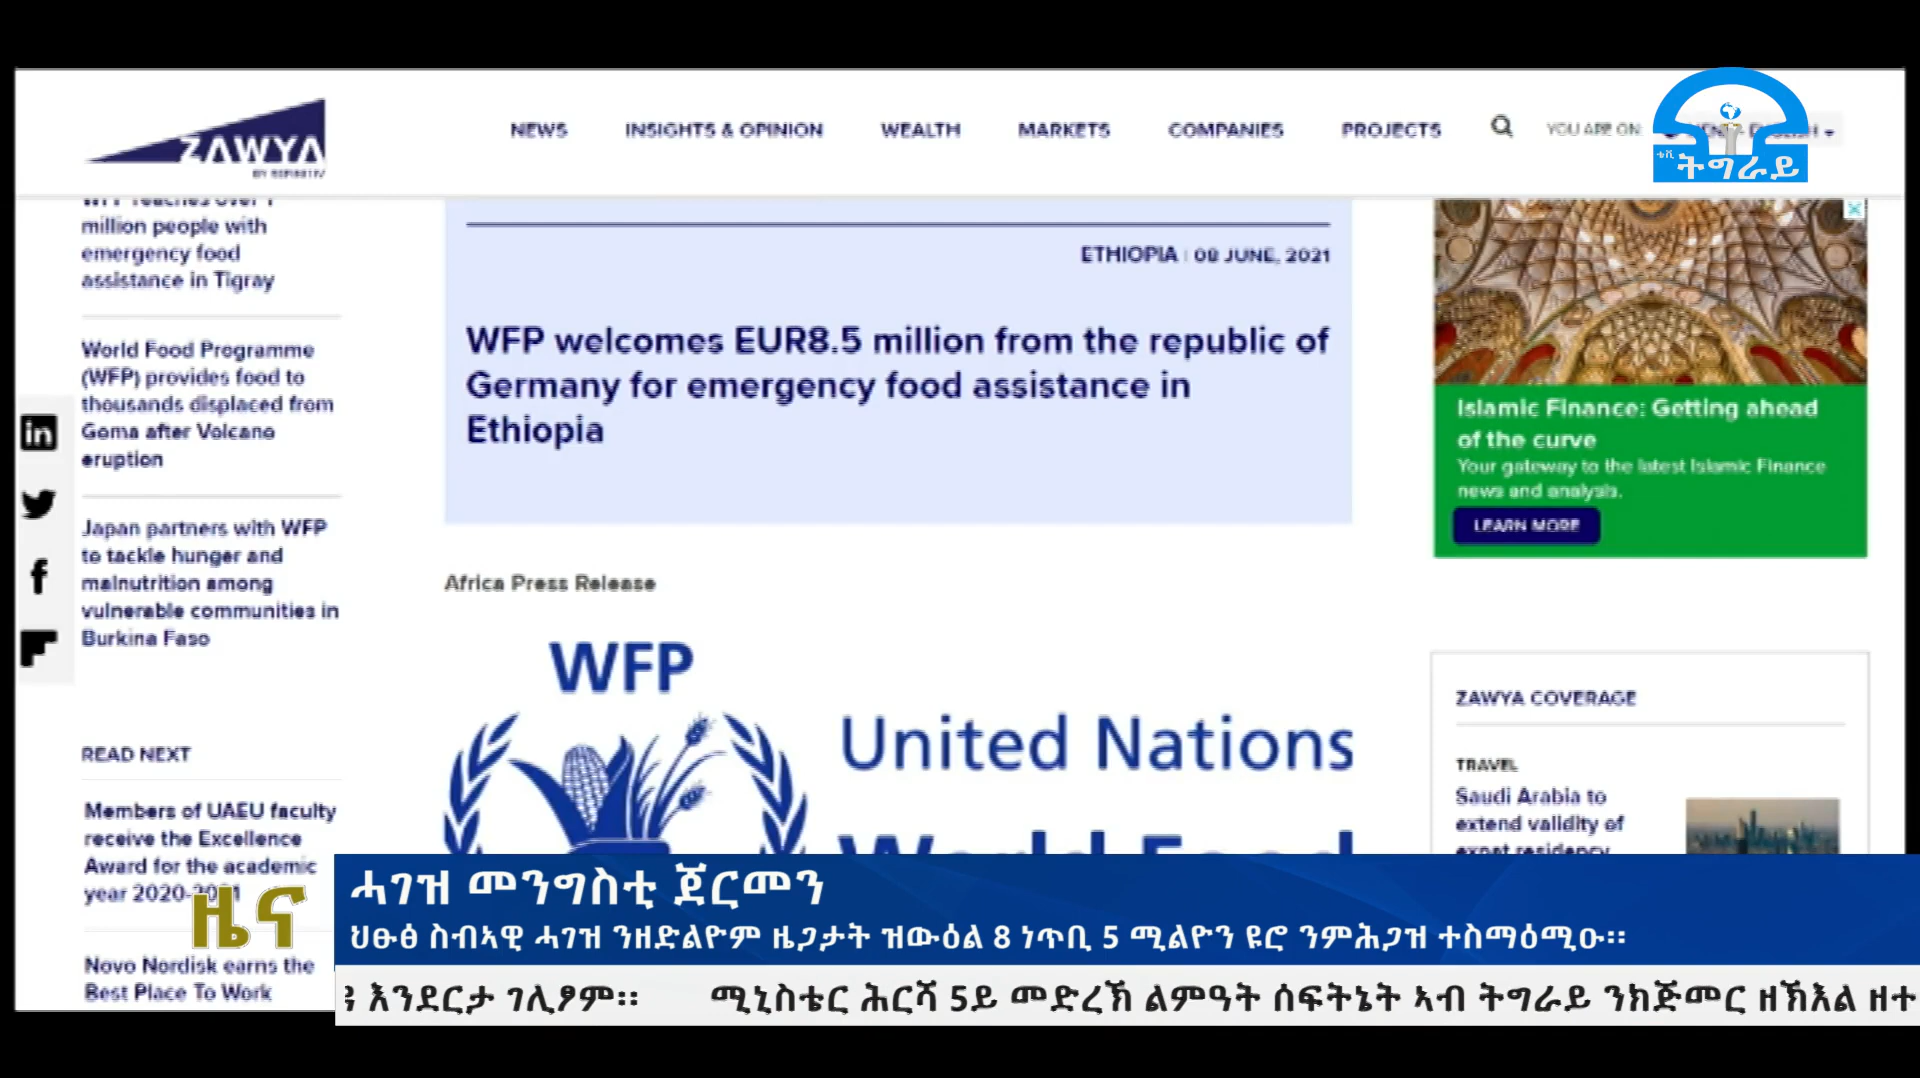 ZAWYA
NEWS
INSIGHTS & OPINION
WEALTH
MARKETS
COMPANIES
PROJECTS
YOU ARE ON:
ትግራይ
million people with
emergency food
assistance in Tigray
World Food Programme
(WFP) provides food to
thousands displaced from
Goma after Volcano
eruption
Japan partners with WFP
to tackle hunger and
malnutrition among
vulnerable communities in
Burkina Faso
READ NEXT
Members of UAEU faculty
receive the Excellence
Award for the academic
year 2020-2021
Novo Nordisk earns the
Best Place To Work
ETHIOPIA | 08 JUNE, 2021
WFP welcomes EUR8.5 million from the republic of
Germany for emergency food assistance in
Ethiopia
Africa Press Release
WFP
United Nations
World Food
Islamic Finance: Getting ahead
of the curve
Your gateway to the latest Islamic Finance
news and analysis.
LEARN MORE
ZAWYA COVERAGE
TRAVEL
Saudi Arabia to
extend validity of
expat residency
ዜና
ሓገዝ መንግስቲ ጀርመን
ህፁፅ ስብኣዊ ሓገዝ ንዘድልዮም ዜጋታት ዝውዕል 8 ነጥቢ 5 ሚልዮን ዩሮ ንምሕጋዝ ተስማዕሚዑ።
እንደርታ ገሊፆም። ሚኒስቴር ሕርሻ 5ይ መድረኽ ልምዓት ሰፍትኔት ኣብ ትግራይ ንክጅመር ዘኽእል ዘተ